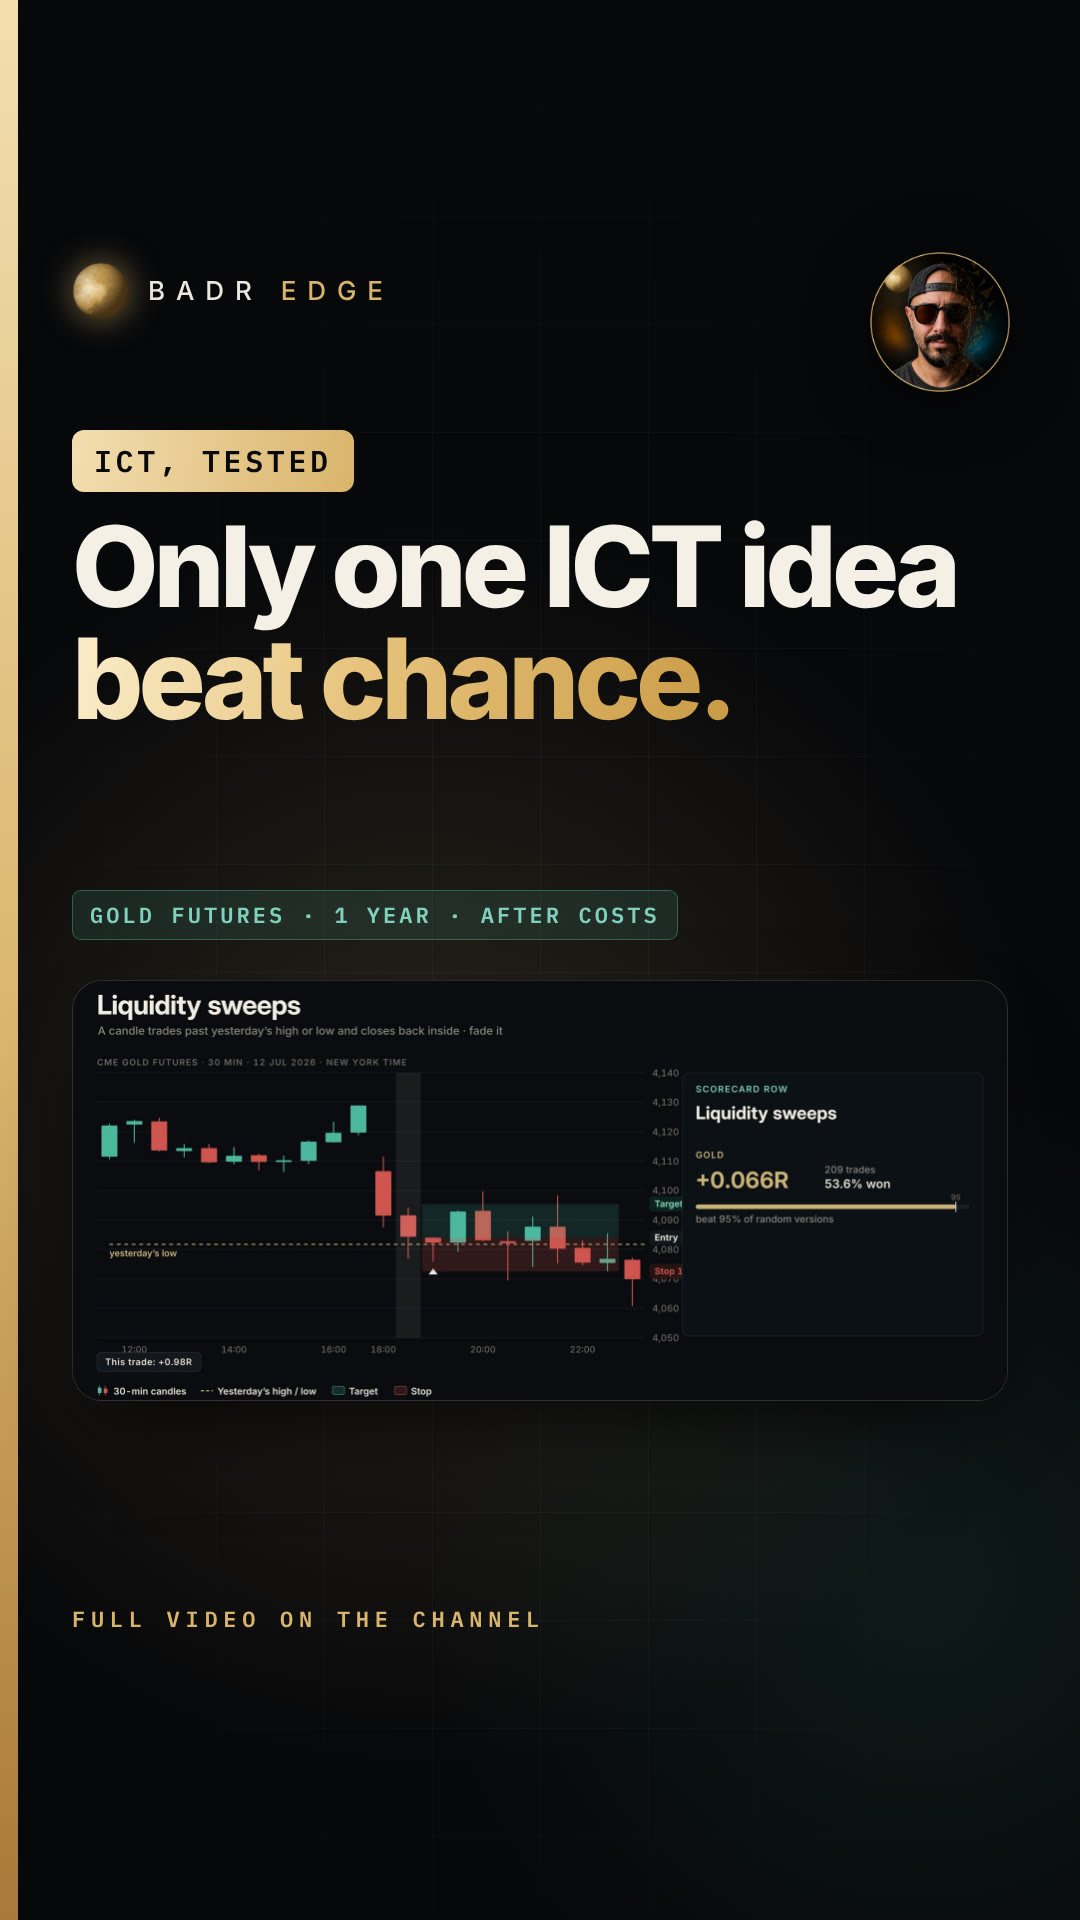 BADR EDGE
ICT, TESTED
Only one ICT idea
beat chance.
GOLD FUTURES · 1 YEAR · AFTER COSTS
Liquidity sweeps
A candle trades past yesterday's high or low and closes back inside · fade it
CME GOLD FUTURES · 30 MIN · 12 JUL 2026 · NEW YORK TIME
4,140
4,130
4,120
4,110
4,100
Target
4,090
Entry
4,080
Stop 1
4,070
4,060
4,050
yesterday's low
12:00 14:00 16:00 18:00 20:00 22:00
This trade: +0.98R
30-min candles Yesterday's high / low Target Stop
SCORECARD ROW
Liquidity sweeps
GOLD
+0.066R
209 trades
53.6% won
95
beat 95% of random versions
FULL VIDEO ON THE CHANNEL